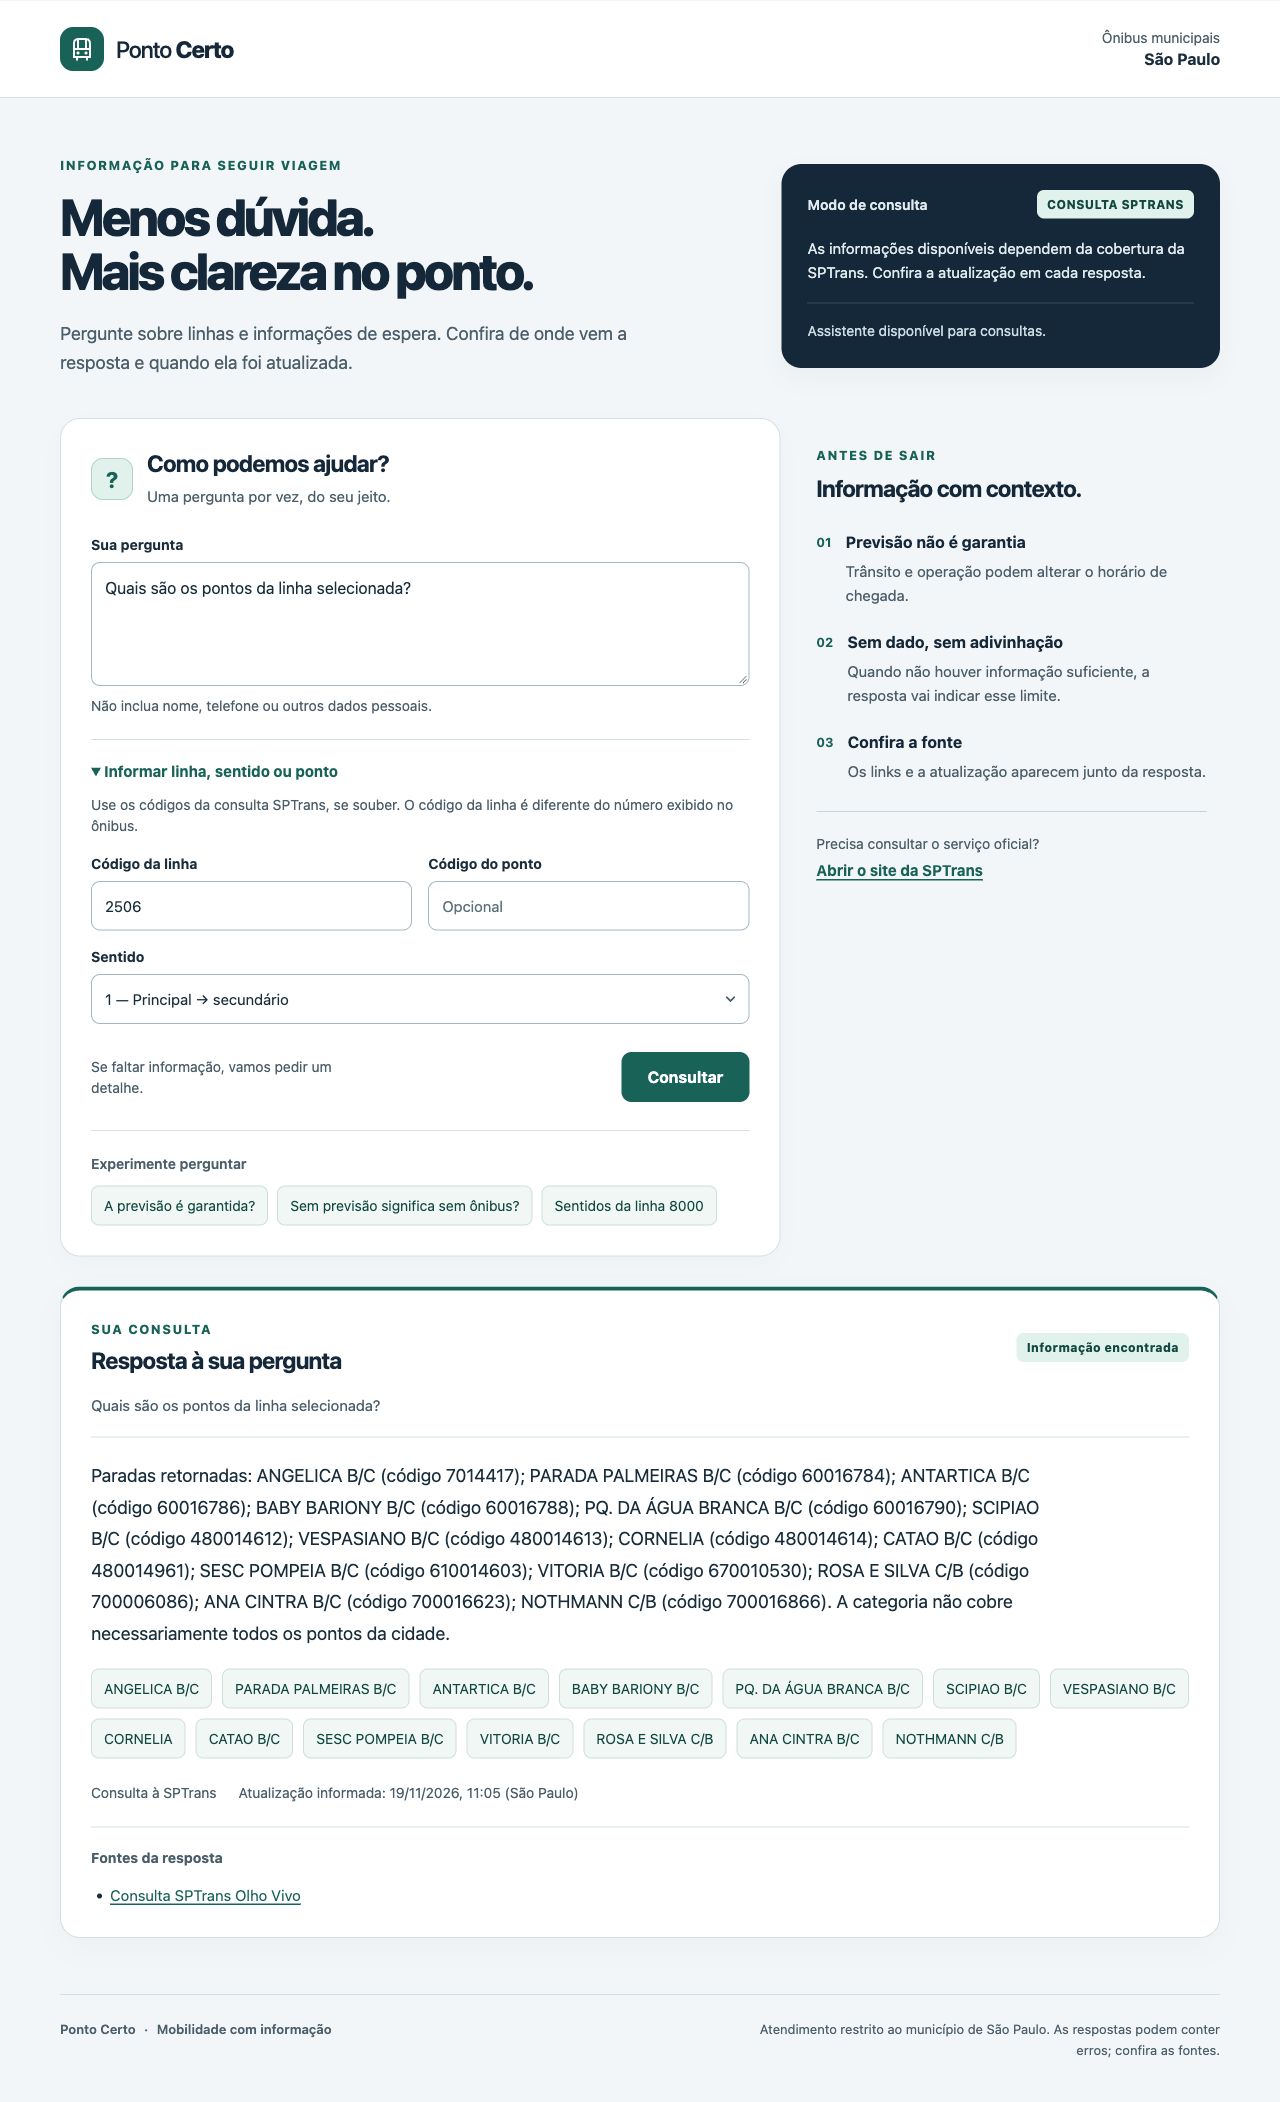 Ponto Certo
Ônibus municipais
São Paulo
INFORMAÇÃO PARA SEGUIR VIAGEM
Menos dúvida.
Mais clareza no ponto.
Pergunte sobre linhas e informações de espera. Confira de onde vem a
resposta e quando ela foi atualizada.
Modo de consulta
CONSULTA SPTRANS
As informações disponíveis dependem da cobertura da
SPTrans. Confira a atualização em cada resposta.
Assistente disponível para consultas.
?
Como podemos ajudar?
Uma pergunta por vez, do seu jeito.
Sua pergunta
Quais são os pontos da linha selecionada?
Não inclua nome, telefone ou outros dados pessoais.
▼ Informar linha, sentido ou ponto
Use os códigos da consulta SPTrans, se souber. O código da linha é diferente do número exibido no
ônibus.
Código da linha
Código do ponto
2506
Opcional
Sentido
1 — Principal → secundário
Se faltar informação, vamos pedir um
detalhe.
Consultar
Experimente perguntar
A previsão é garantida?
Sem previsão significa sem ônibus?
Sentidos da linha 8000
ANTES DE SAIR
Informação com contexto.
01 Previsão não é garantia
Trânsito e operação podem alterar o horário de
chegada.
02 Sem dado, sem adivinhação
Quando não houver informação suficiente, a
resposta vai indicar esse limite.
03 Confira a fonte
Os links e a atualização aparecem junto da resposta.
Precisa consultar o serviço oficial?
Abrir o site da SPTrans
SUA CONSULTA
Resposta à sua pergunta
Informação encontrada
Quais são os pontos da linha selecionada?
Paradas retornadas: ANGELICA B/C (código 7014417); PARADA PALMEIRAS B/C (código 60016784); ANTARTICA B/C
(código 60016786); BABY BARIONY B/C (código 60016788); PQ. DA ÁGUA BRANCA B/C (código 60016790); SCIPIAO
B/C (código 480014612); VESPASIANO B/C (código 480014613); CORNELIA (código 480014614); CATAO B/C (código
480014961); SESC POMPEIA B/C (código 610014603); VITORIA B/C (código 670010530); ROSA E SILVA C/B (código
700006086); ANA CINTRA B/C (código 700016623); NOTHMANN C/B (código 700016866). A categoria não cobre
necessariamente todos os pontos da cidade.
ANGELICA B/C
PARADA PALMEIRAS B/C
ANTARTICA B/C
BABY BARIONY B/C
PQ. DA ÁGUA BRANCA B/C
SCIPIAO B/C
VESPASIANO B/C
CORNELIA
CATAO B/C
SESC POMPEIA B/C
VITORIA B/C
ROSA E SILVA C/B
ANA CINTRA B/C
NOTHMANN C/B
Consulta à SPTrans
Atualização informada: 19/11/2026, 11:05 (São Paulo)
Fontes da resposta
• Consulta SPTrans Olho Vivo
Ponto Certo · Mobilidade com informação
Atendimento restrito ao município de São Paulo. As respostas podem conter
erros; confira as fontes.